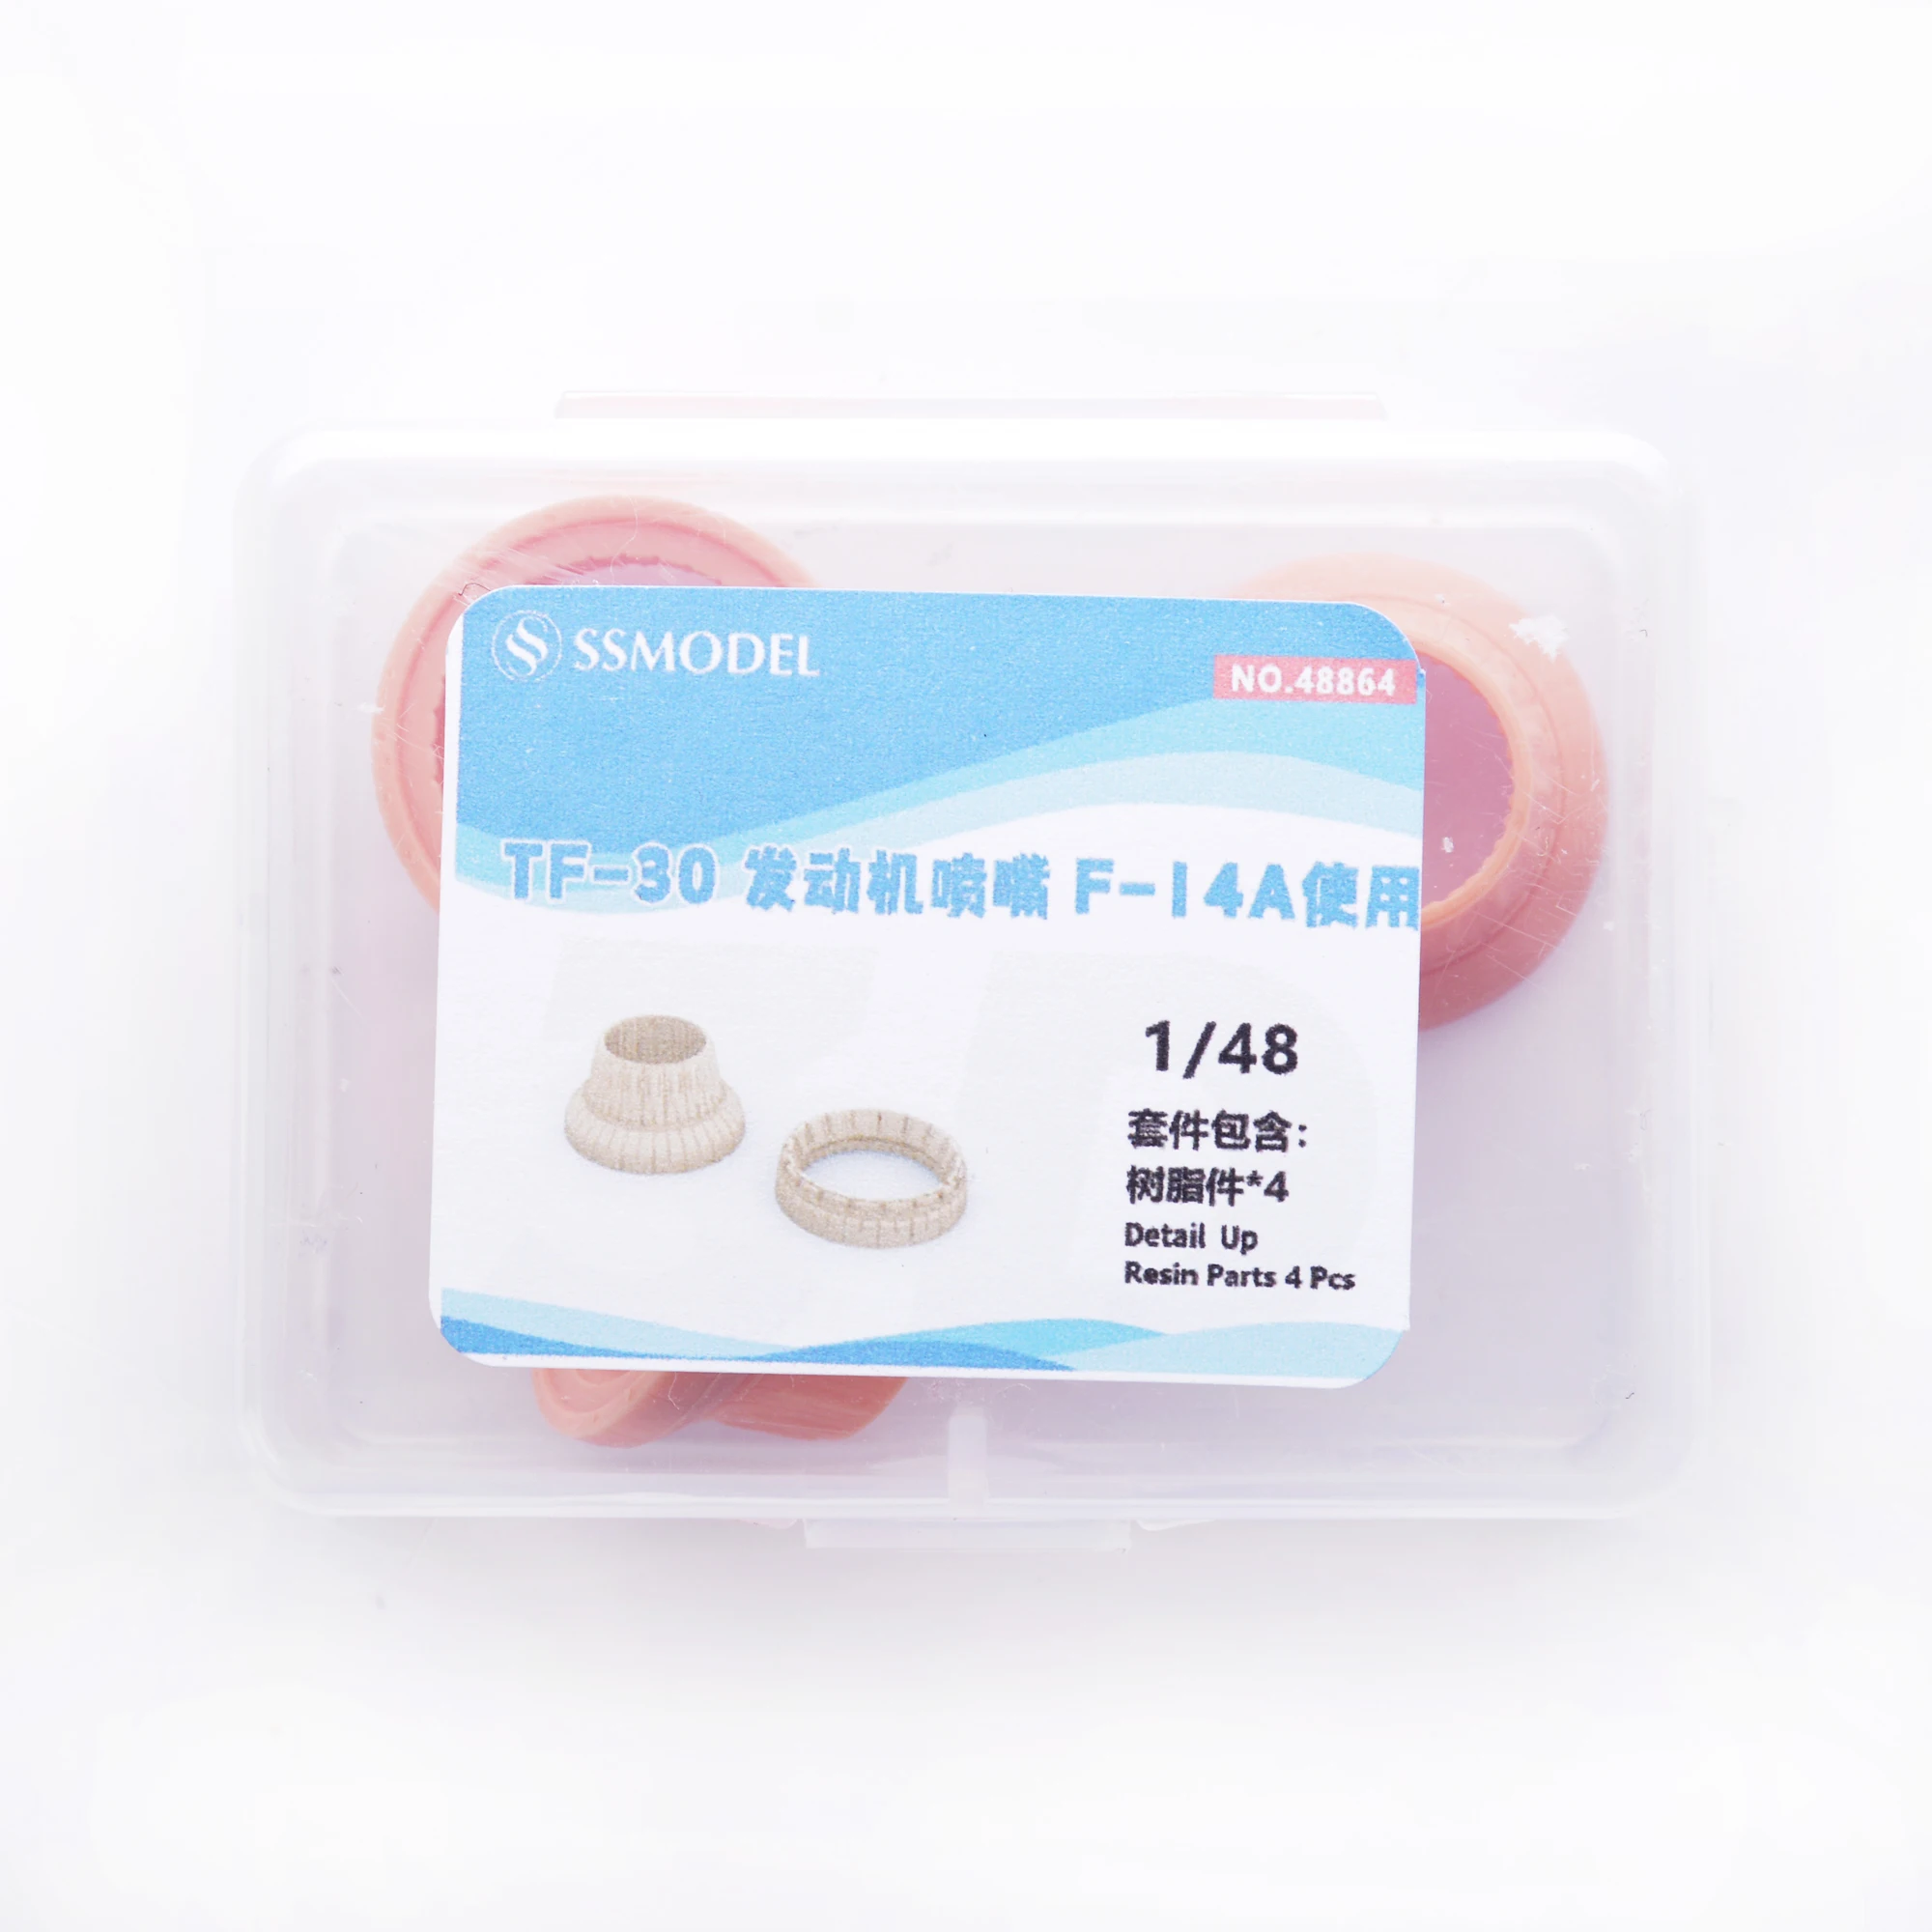 SSMODEL
NO.48864
TF-30 发动机喷嘴 F-14A使用
1/48
套件包含：
树脂件*4
Detail Up
Resin Parts 4 Pcs